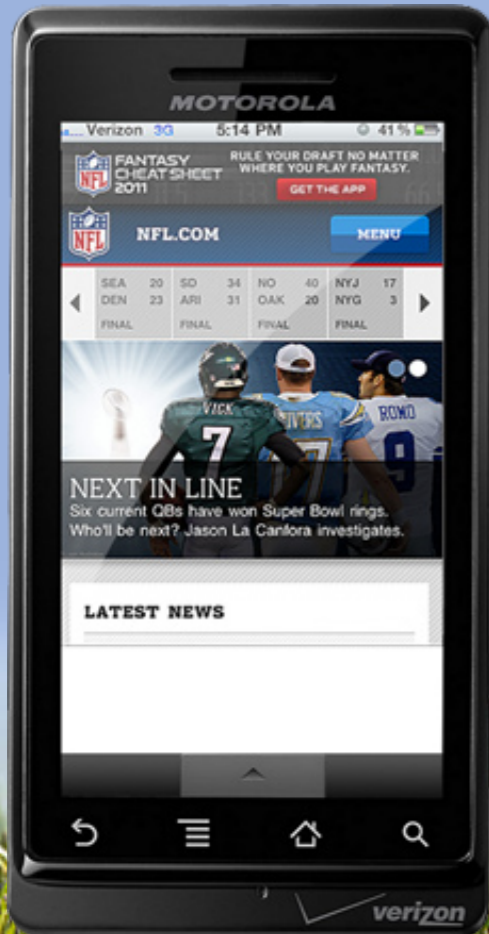 MOTOROLA
Verizon 3G 5:14 PM 41%
NFL
FANTASY
CHEAT SHEET
2011
RULE YOUR DRAFT NO MATTER
WHERE YOU PLAY FANTASY.
GET THE APP
NFL
NFL.COM
MENU
SEA 20 SD 34 NO 40 NYJ 17
DEN 23 ARI 31 OAK 20 NYG 3
FINAL FINAL FINAL FINAL
VICK
7
RIVERS
17
ROMO
9
NEXT IN LINE
Six current QBs have won Super Bowl rings.
Who'll be next? Jason La Canfora investigates.
LATEST NEWS
verizon